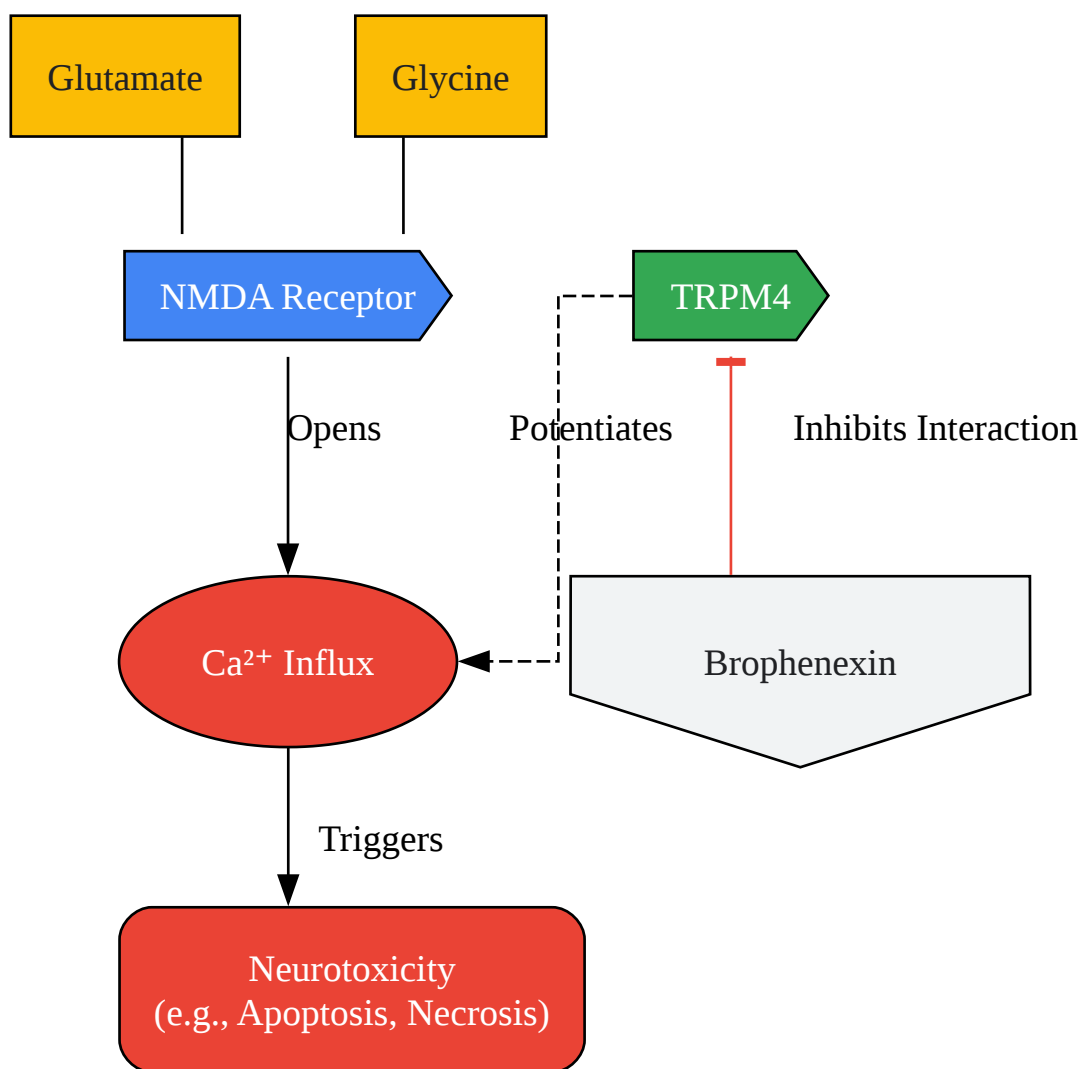 Glutamate
Glycine
NMDA Receptor
TRPM4
Opens
Potentiates
Inhibits Interaction
Ca²⁺ Influx
Brophenexin
Triggers
Neurotoxicity
(e.g., Apoptosis, Necrosis)